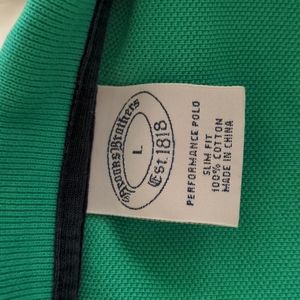 Brooks Brothers
L
Est. 1818
PERFORMANCE POLO
SLIM FIT
100% COTTON
MADE IN CHINA